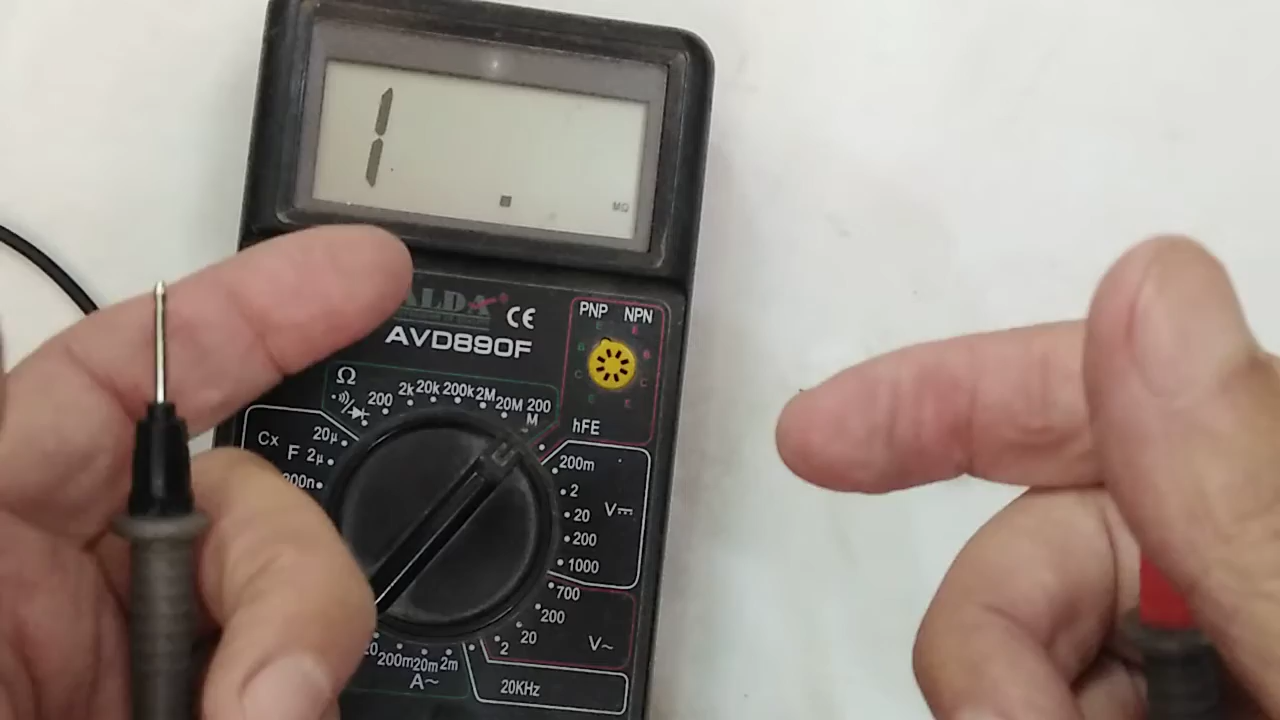 1
MΩ
ALDA
CE
AVD890F
PNP NPN
E E
B B
C C
E E
hFE
Ω
200 2k 20k 200k 2M 20M 200
M
Cx F 20µ
2µ
200m
2
20
200
1000
V
700
200
20
2
V~
200m 20m 2m
A~
20KHz